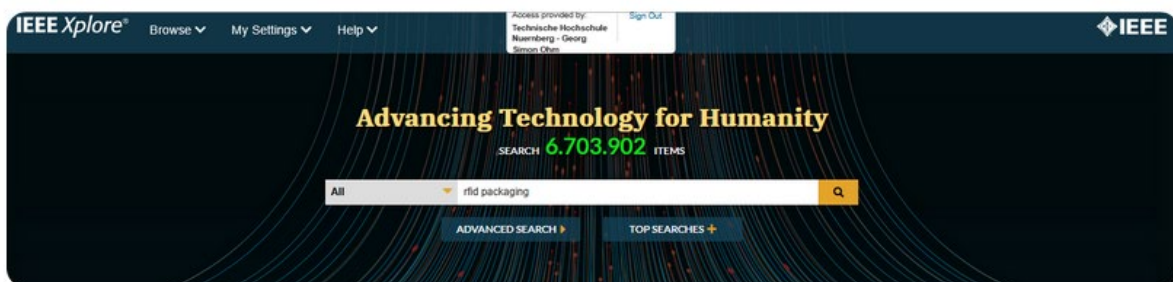 IEEE Xplore® Browse My Settings Help
Access provided by: Sign Out
Technische Hochschule
Nuernberg - Georg
Simon Ohm
IEEE
Advancing Technology for Humanity
SEARCH 6.703.902 ITEMS
All rfid packaging
ADVANCED SEARCH TOP SEARCHES